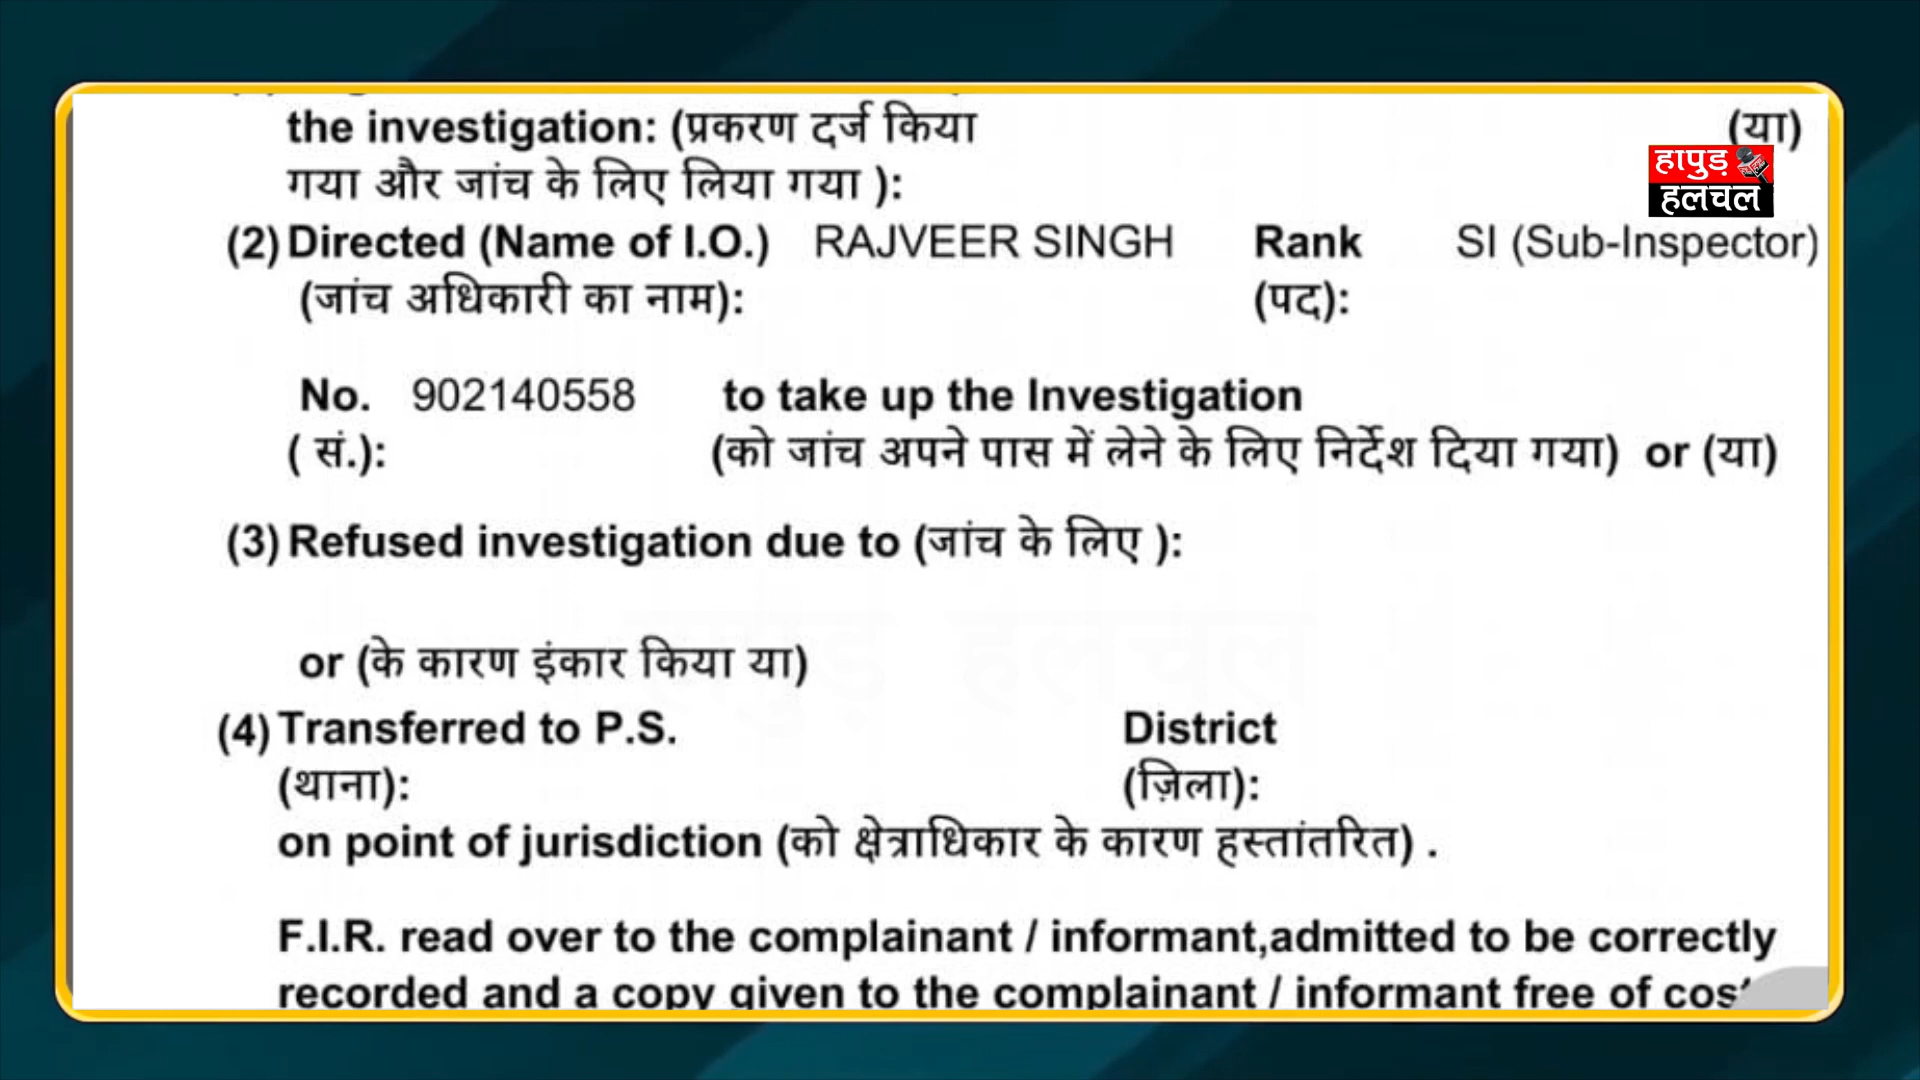 the investigation: (प्रकरण दर्ज किया (या)
गया और जांच के लिए लिया गया ):
हापुड़
हलचल
(2) Directed (Name of I.O.) RAJVEER SINGH Rank SI (Sub-Inspector)
(जांच अधिकारी का नाम): (पद):
No. 902140558 to take up the Investigation
( सं.): (को जांच अपने पास में लेने के लिए निर्देश दिया गया) or (या)
(3) Refused investigation due to (जांच के लिए ):
हापुड़ हलचल
or (के कारण इंकार किया या)
(4) Transferred to P.S. District
(थाना): (ज़िला):
on point of jurisdiction (को क्षेत्राधिकार के कारण हस्तांतरित) .
F.I.R. read over to the complainant / informant,admitted to be correctly
recorded and a copy given to the complainant / informant free of cost